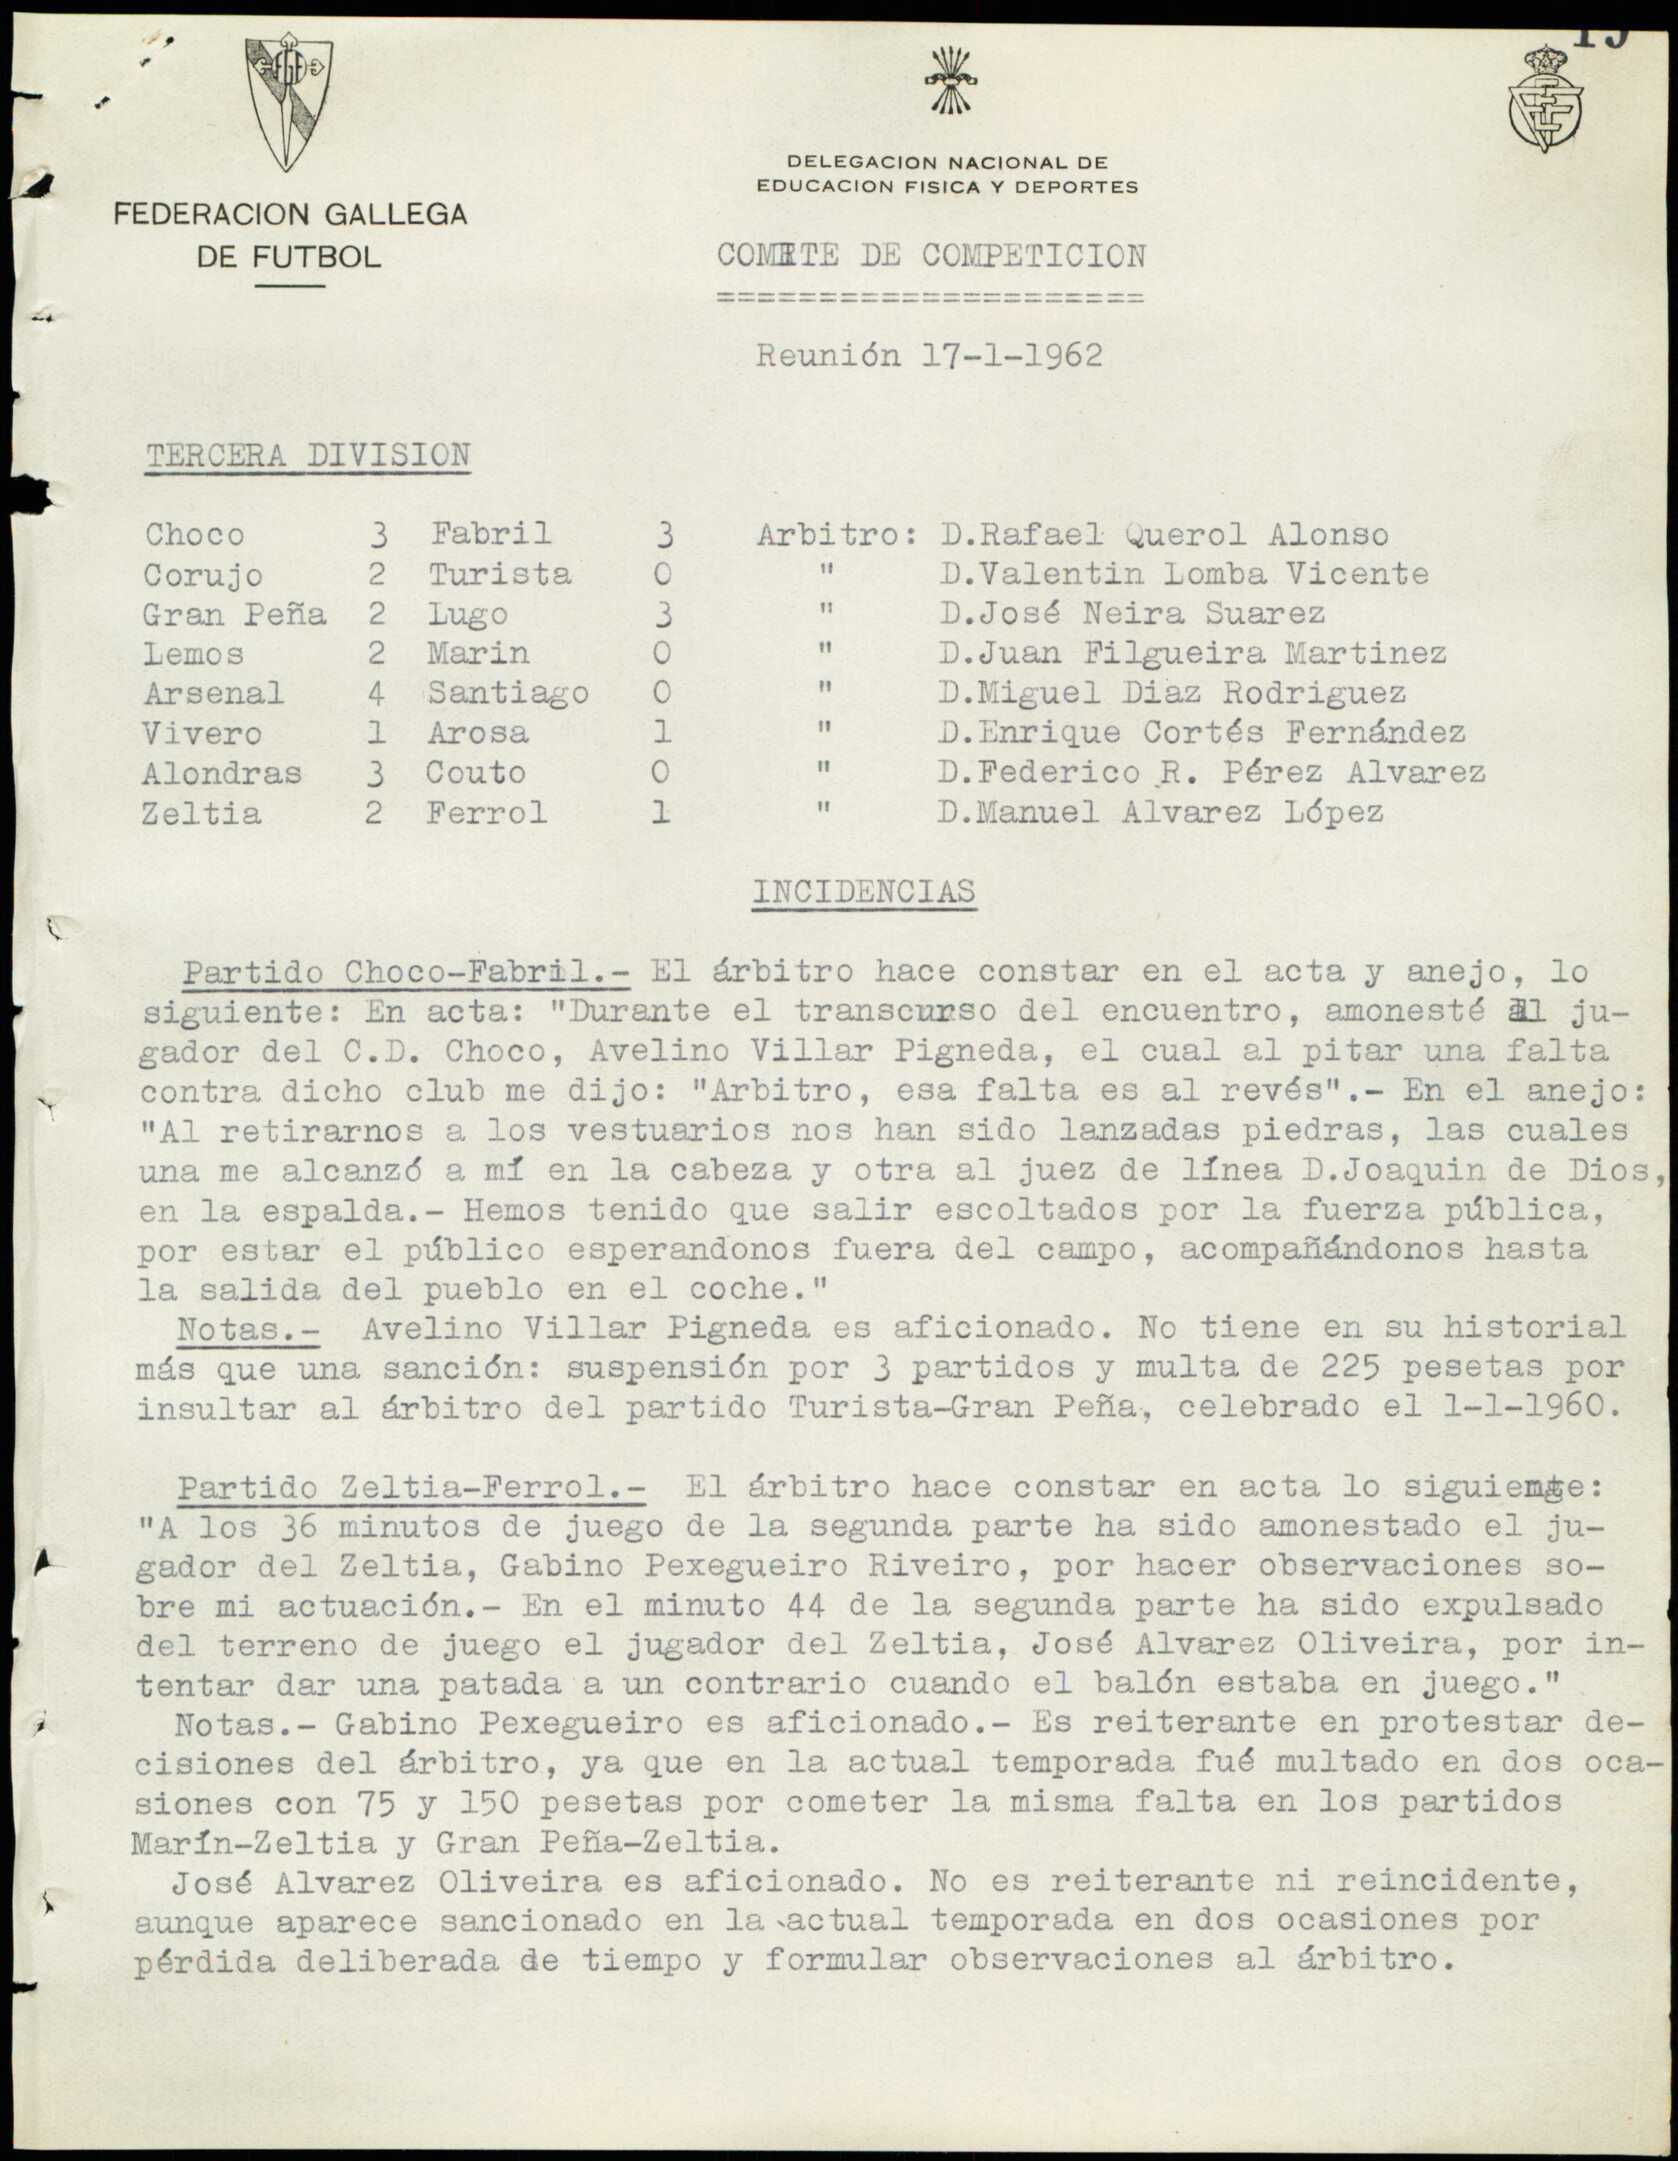 FEDERACION GALLEGA
DE FUTBOL
DELEGACION NACIONAL DE
EDUCACION FISICA Y DEPORTES
COMITE DE COMPETICION
=====================
Reunión 17-1-1962
TERCERA DIVISION
Choco 3 Fabril 3 Arbitro: D.Rafael Querol Alonso
Corujo 2 Turista 0 " D.Valentin Lomba Vicente
Gran Peña 2 Lugo 3 " D.José Neira Suarez
Lemos 2 Marin 0 " D.Juan Filgueira Martinez
Arsenal 4 Santiago 0 " D.Miguel Diaz Rodriguez
Vivero 1 Arosa 1 " D.Enrique Cortés Fernández
Alondras 3 Couto 0 " D.Federico R. Pérez Alvarez
Zeltia 2 Ferrol 1 " D.Manuel Alvarez López
INCIDENCIAS
Partido Choco-Fabril.- El árbitro hace constar en el acta y anejo, lo
siguiente: En acta: "Durante el transcurso del encuentro, amonesté al ju-
gador del C.D. Choco, Avelino Villar Pigneda, el cual al pitar una falta
contra dicho club me dijo: "Arbitro, esa falta es al revés".- En el anejo:
"Al retirarnos a los vestuarios nos han sido lanzadas piedras, las cuales
una me alcanzó a mí en la cabeza y otra al juez de línea D.Joaquin de Dios,
en la espalda.- Hemos tenido que salir escoltados por la fuerza pública,
por estar el público esperandonos fuera del campo, acompañándonos hasta
la salida del pueblo en el coche."
Notas.- Avelino Villar Pigneda es aficionado. No tiene en su historial
más que una sanción: suspensión por 3 partidos y multa de 225 pesetas por
insultar al árbitro del partido Turista-Gran Peña, celebrado el 1-1-1960.
Partido Zeltia-Ferrol.- El árbitro hace constar en acta lo siguiente:
"A los 36 minutos de juego de la segunda parte ha sido amonestado el ju-
gador del Zeltia, Gabino Pexegueiro Riveiro, por hacer observaciones so-
bre mi actuación.- En el minuto 44 de la segunda parte ha sido expulsado
del terreno de juego el jugador del Zeltia, José Alvarez Oliveira, por in-
tentar dar una patada a un contrario cuando el balón estaba en juego."
Notas.- Gabino Pexegueiro es aficionado.- Es reiterante en protestar de-
cisiones del árbitro, ya que en la actual temporada fué multado en dos oca-
siones con 75 y 150 pesetas por cometer la misma falta en los partidos
Marín-Zeltia y Gran Peña-Zeltia.
José Alvarez Oliveira es aficionado. No es reiterante ni reincidente,
aunque aparece sancionado en la actual temporada en dos ocasiones por
pérdida deliberada de tiempo y formular observaciones al árbitro.